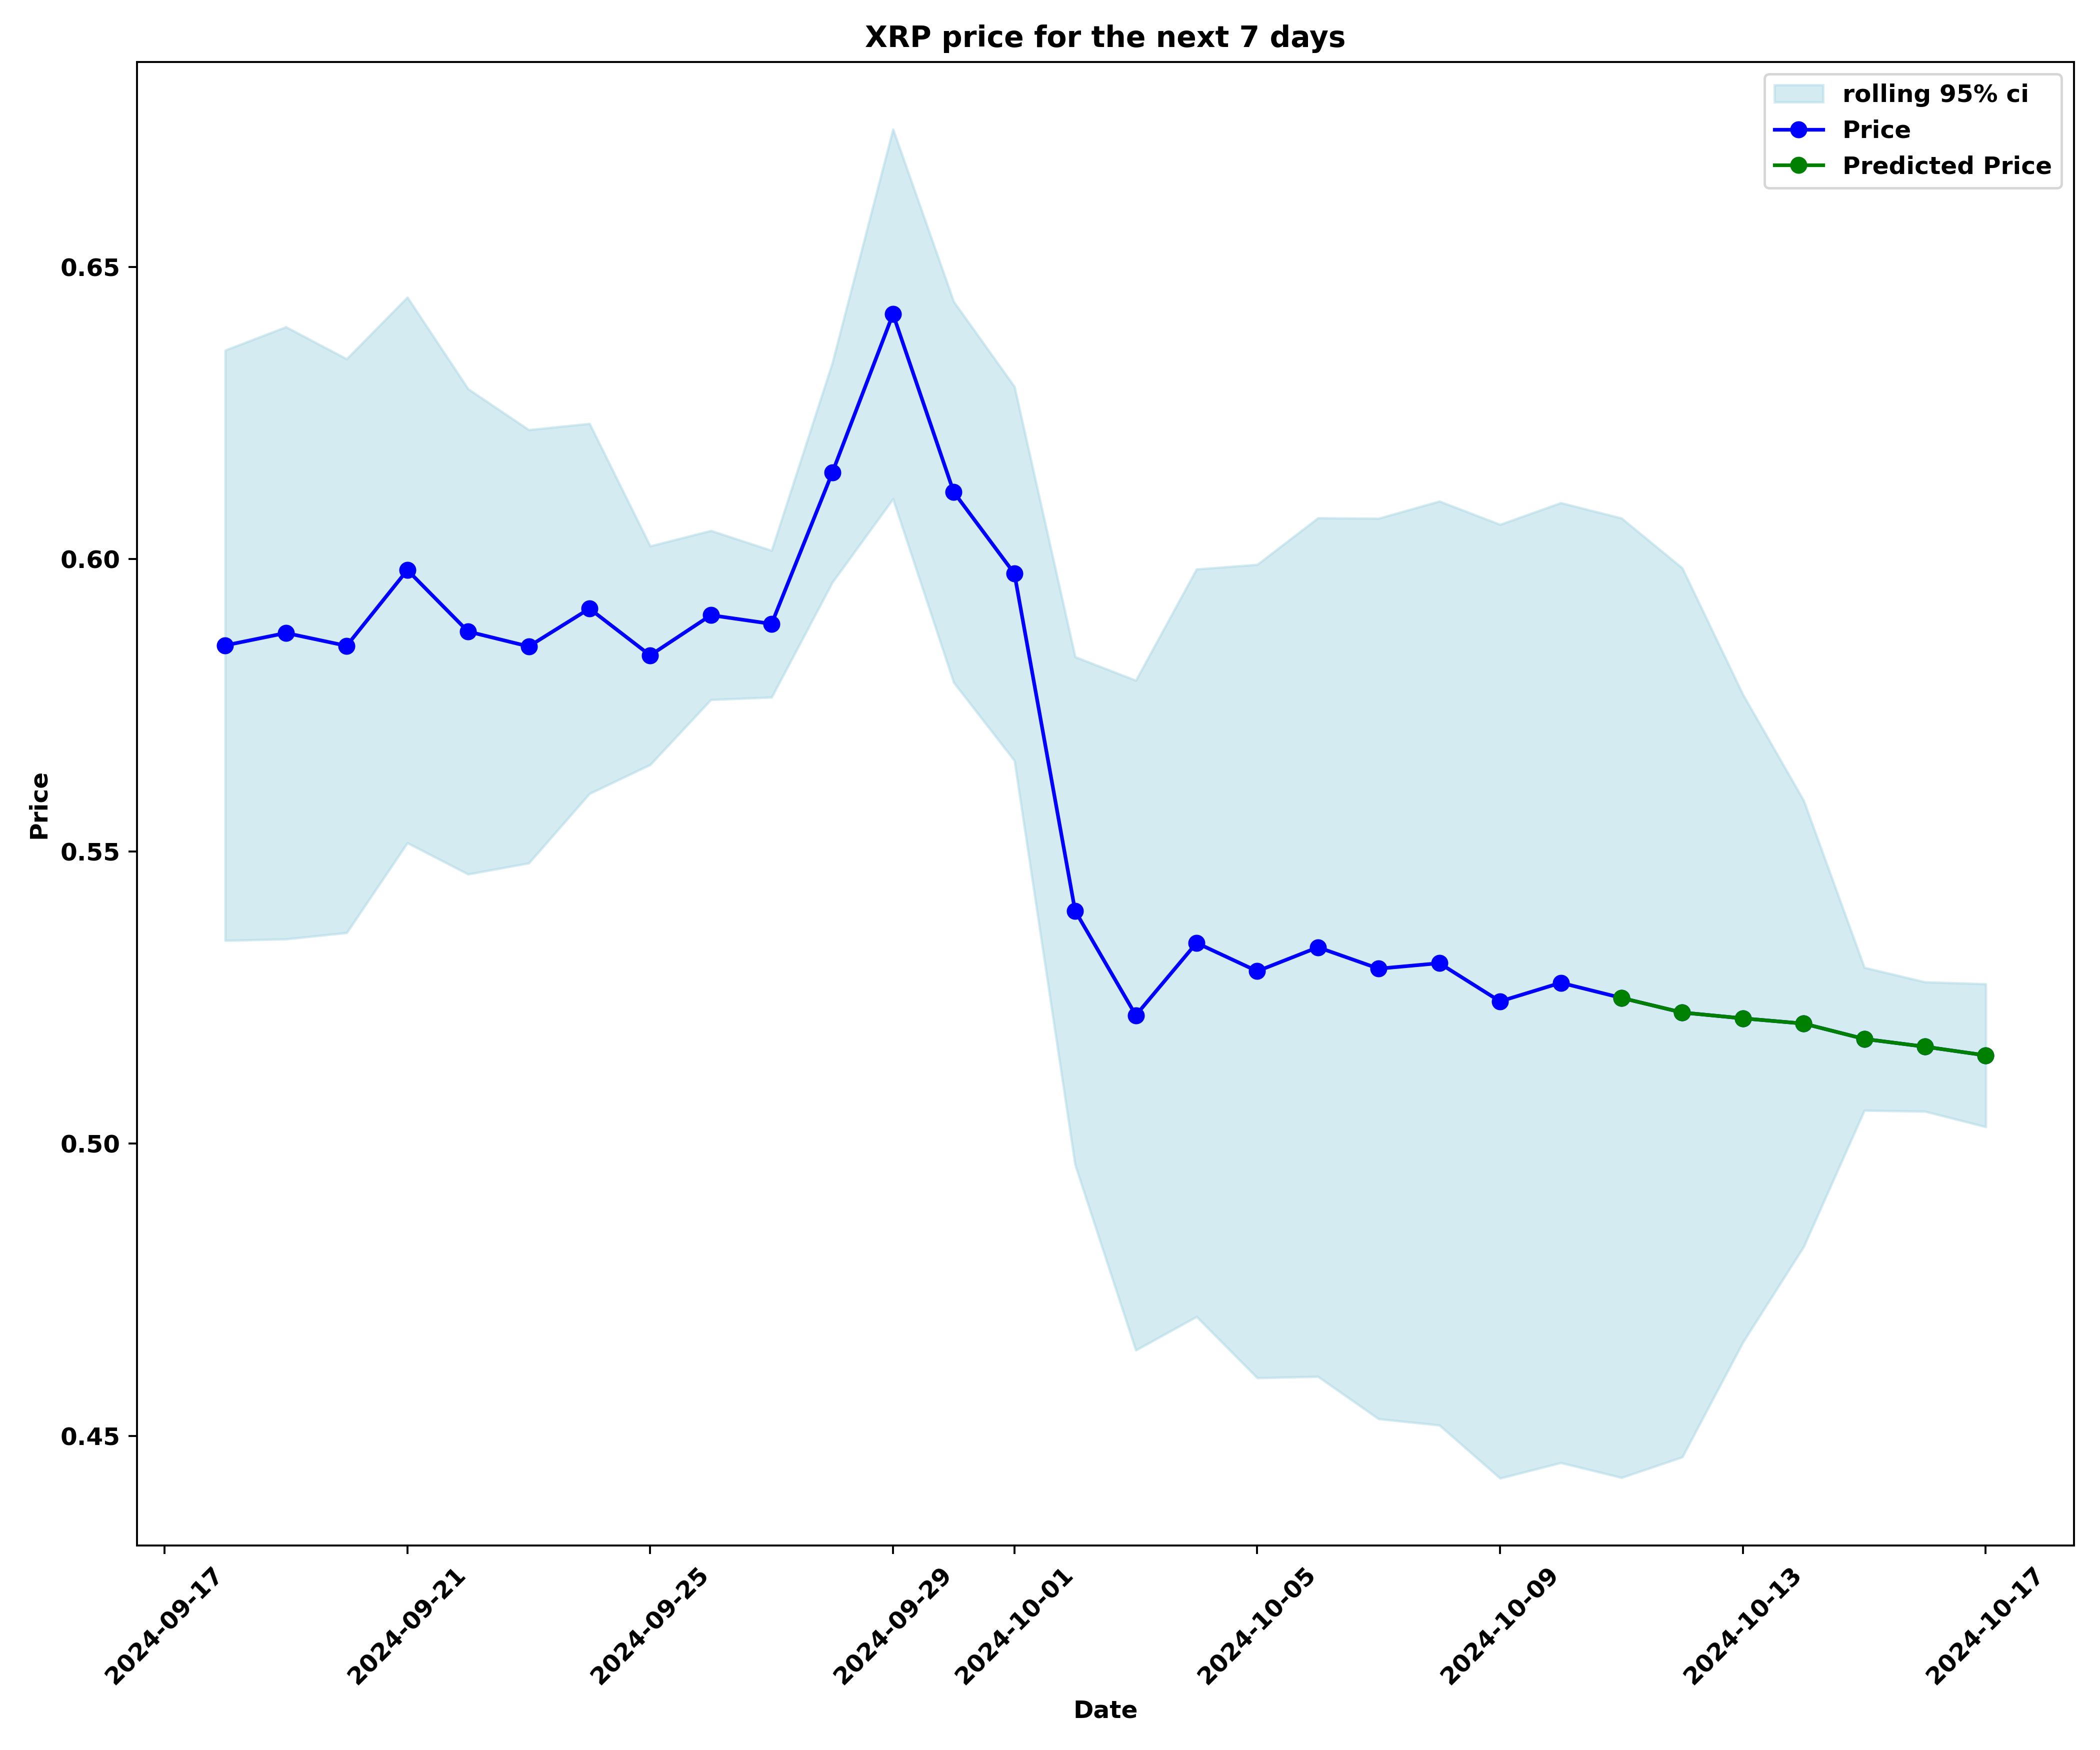 XRP price for the next 7 days
rolling 95% ci
Price
Predicted Price
0.65
0.60
0.55
0.50
0.45
Price
2024-09-17
2024-09-21
2024-09-25
2024-09-29
2024-10-01
2024-10-05
2024-10-09
2024-10-13
2024-10-17
Date